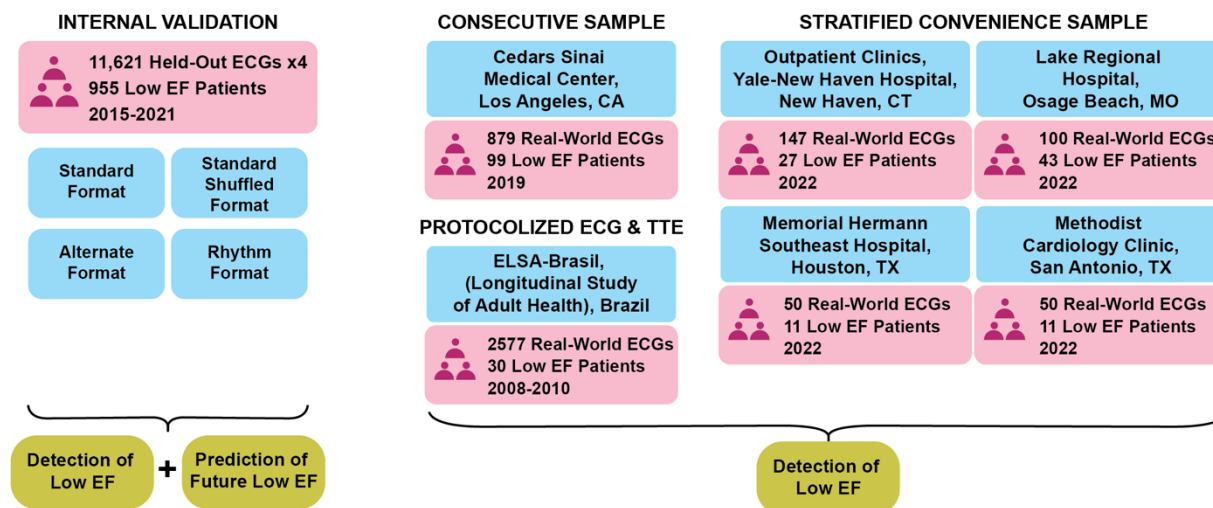 INTERNAL VALIDATION
11,621 Held-Out ECGs x4
955 Low EF Patients
2015-2021
Standard
Format
Standard
Shuffled
Format
Alternate
Format
Rhythm
Format
Detection of
Low EF
+
Prediction of
Future Low EF
CONSECUTIVE SAMPLE
Cedars Sinai
Medical Center,
Los Angeles, CA
879 Real-World ECGs
99 Low EF Patients
2019
PROTOCOLIZED ECG & TTE
ELSA-Brasil,
(Longitudinal Study
of Adult Health), Brazil
2577 Real-World ECGs
30 Low EF Patients
2008-2010
STRATIFIED CONVENIENCE SAMPLE
Outpatient Clinics,
Yale-New Haven Hospital,
New Haven, CT
147 Real-World ECGs
27 Low EF Patients
2022
Lake Regional
Hospital,
Osage Beach, MO
100 Real-World ECGs
43 Low EF Patients
2022
Memorial Hermann
Southeast Hospital,
Houston, TX
50 Real-World ECGs
11 Low EF Patients
2022
Methodist
Cardiology Clinic,
San Antonio, TX
50 Real-World ECGs
11 Low EF Patients
2022
Detection of
Low EF